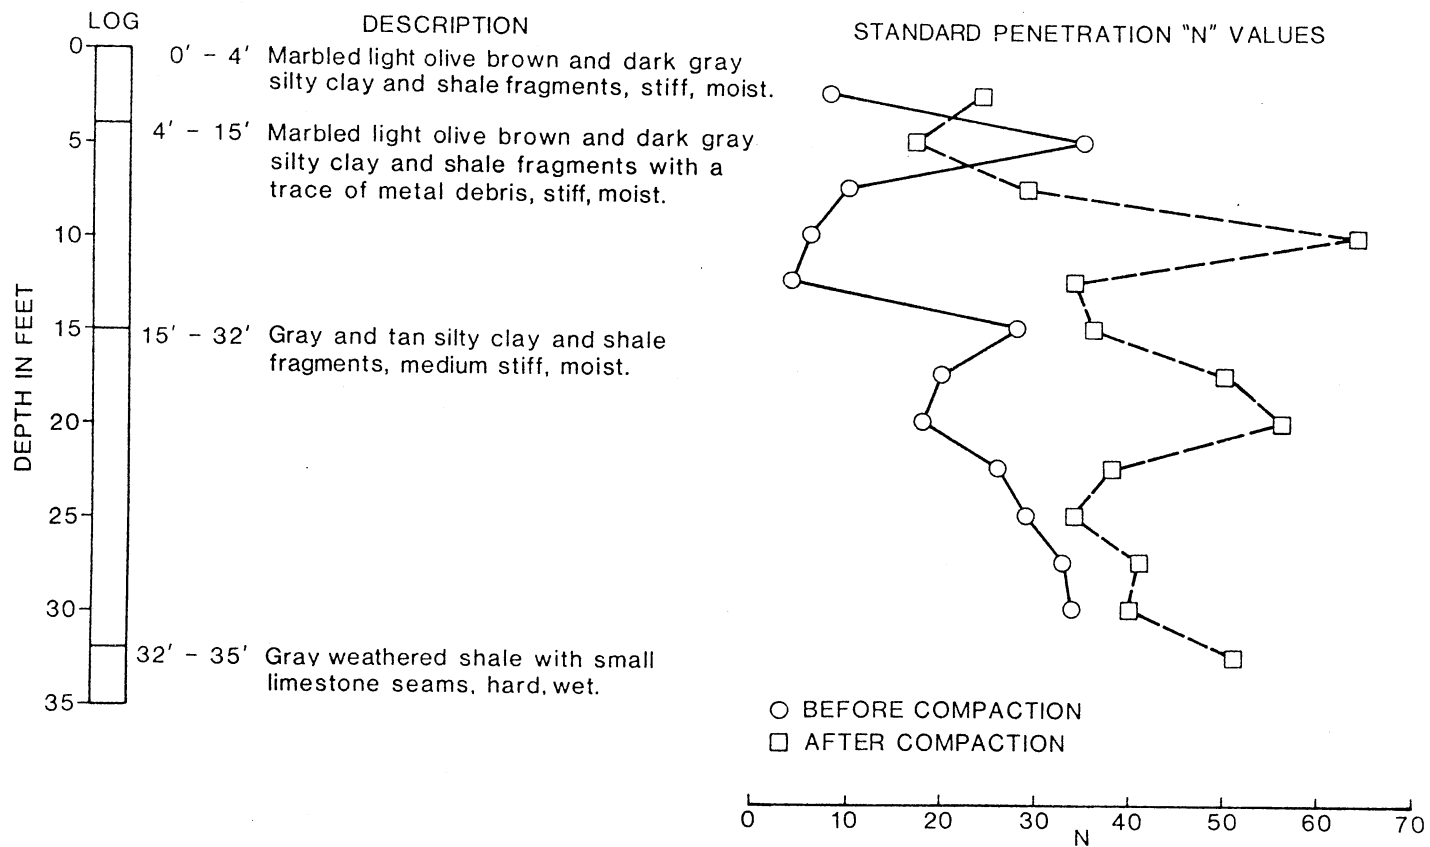 LOG
DESCRIPTION
STANDARD PENETRATION "N" VALUES
0' - 4' Marbled light olive brown and dark gray
silty clay and shale fragments, stiff, moist.
4' - 15' Marbled light olive brown and dark gray
silty clay and shale fragments with a
trace of metal debris, stiff, moist.
15' - 32' Gray and tan silty clay and shale
fragments, medium stiff, moist.
32' - 35' Gray weathered shale with small
limestone seams, hard, wet.
DEPTH IN FEET
0
5
10
15
20
25
30
35
BEFORE COMPACTION
AFTER COMPACTION
0 10 20 30 40 50 60 70
N